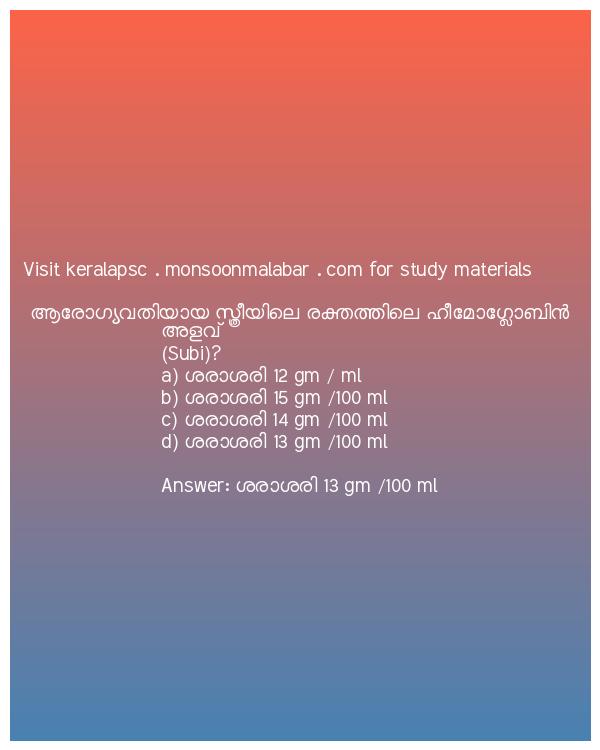 Visit keralapsc . monsoonmalabar . com for study materials
ആരോഗ്യവതിയായ സ്ത്രീയിലെ രക്തത്തിലെ ഹീമോഗ്ലോബിൻ
അളവ്
(Subi)?
a) ശരാശരി 12 gm / ml
b) ശരാശരി 15 gm /100 ml
c) ശരാശരി 14 gm /100 ml
d) ശരാശരി 13 gm /100 ml
Answer: ശരാശരി 13 gm /100 ml